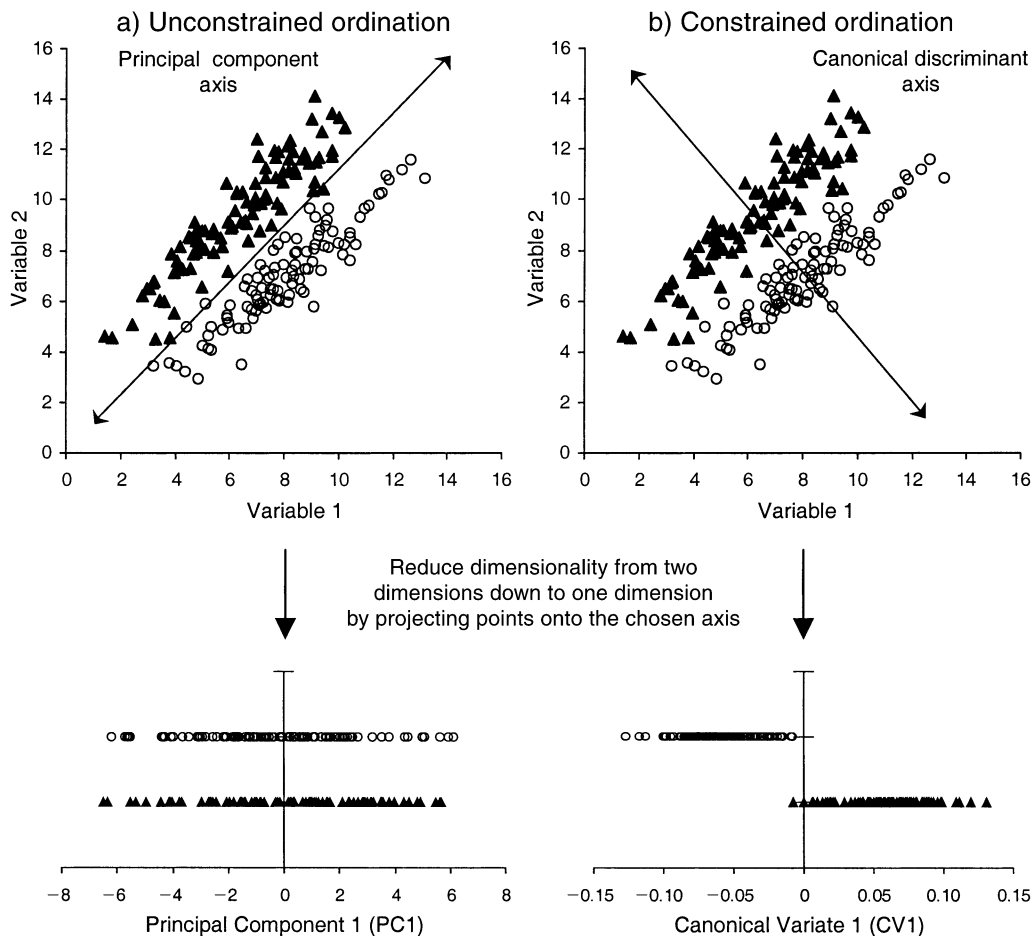 a) Unconstrained ordination
Principal component
axis
Variable 2
16
14
12
10
8
6
4
2
0
0 2 4 6 8 10 12 14 16
Variable 1
b) Constrained ordination
Canonical discriminant
axis
Variable 2
16
14
12
10
8
6
4
2
0
0 2 4 6 8 10 12 14 16
Variable 1
Reduce dimensionality from two
dimensions down to one dimension
by projecting points onto the chosen axis
−8 −6 −4 −2 0 2 4 6 8
Principal Component 1 (PC1)
−0.15 −0.10 −0.05 0 0.05 0.10 0.15
Canonical Variate 1 (CV1)